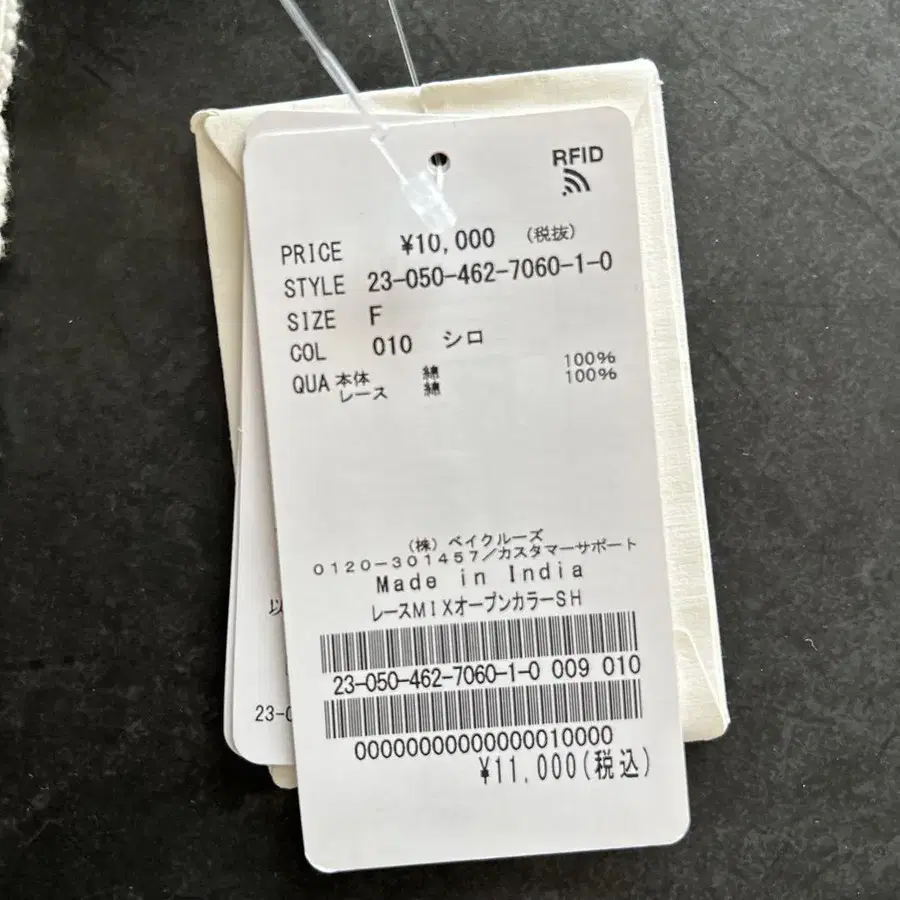 RFID
PRICE ¥10,000 (税抜)
STYLE 23-050-462-7060-1-0
SIZE F
COL 010 シロ
QUA 本体 綿 100%
レース 綿 100%
(株) ベイクルーズ
0120-301457/カスタマーサポート
Made in India
レースMIXオープンカラーSH
23-050-462-7060-1-0 009 010
以
23-0
00000000000000010000
¥11,000(税込)